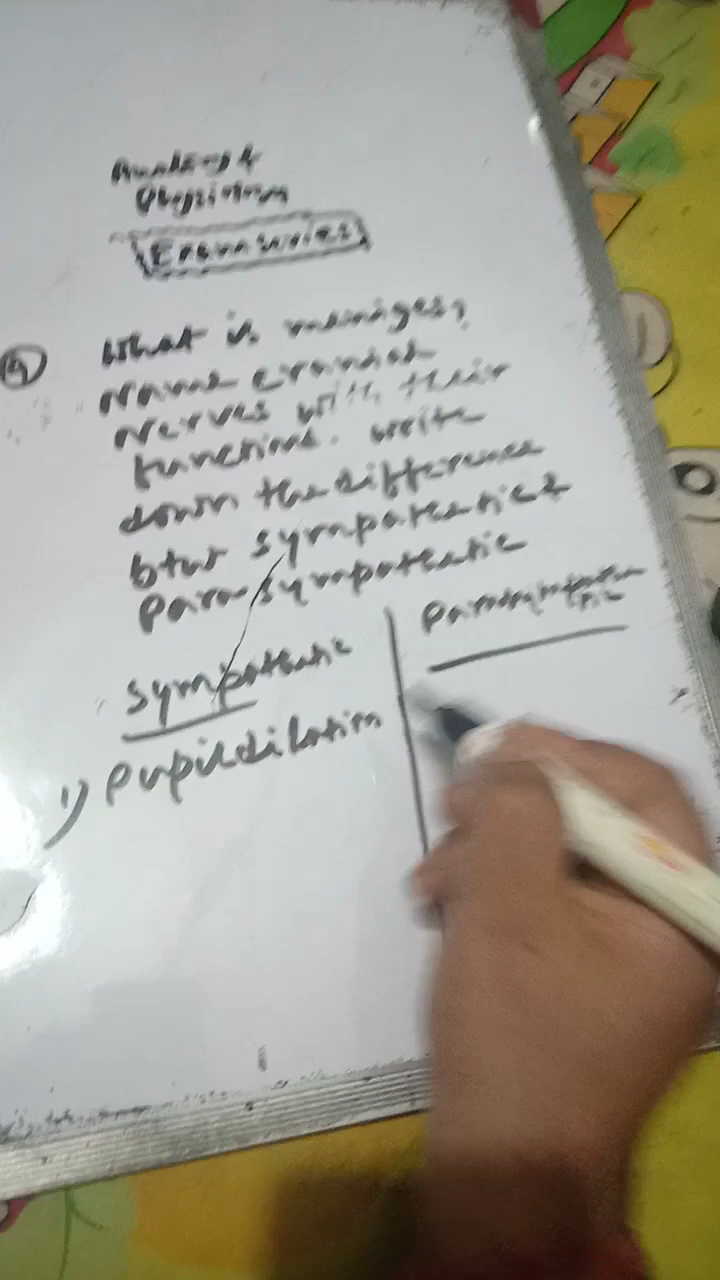 Anatomy &
Physiology
Exam series
What is meninges?
Name cranial
Nerves with their
functions. write
down the difference
btw sympathetic &
Parasympathetic
Sympathetic
Parasympathetic
1) Pupil dilation